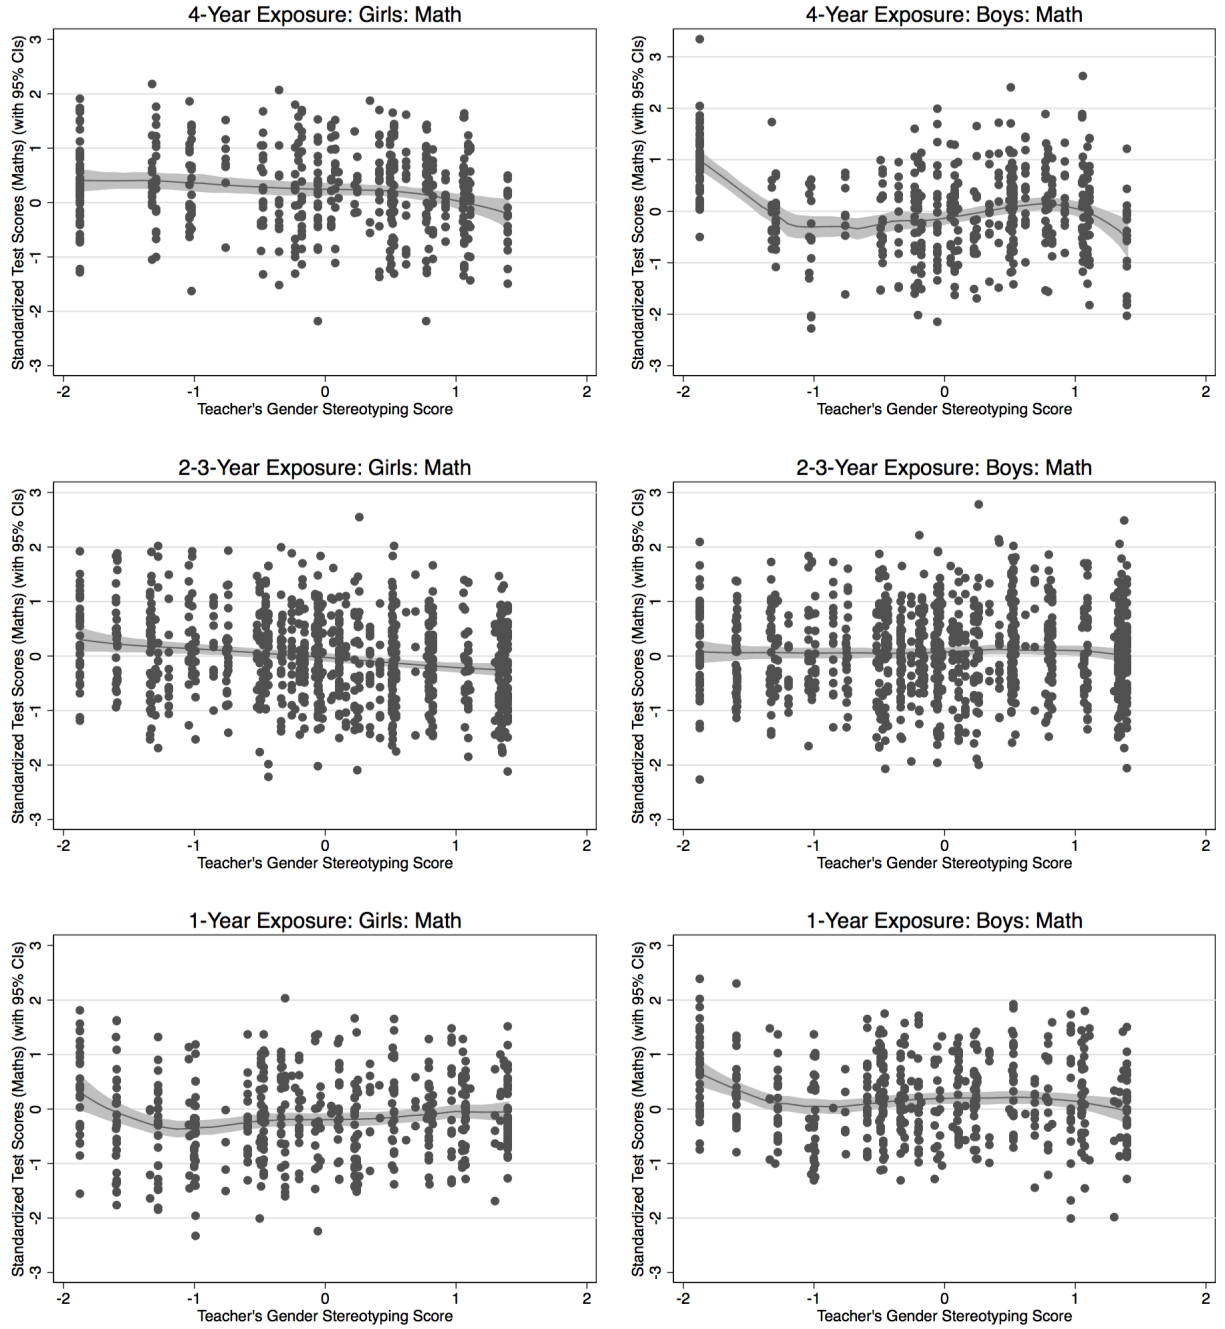 4-Year Exposure: Girls: Math
Standardized Test Scores (Maths) (with 95% CIs)
3
2
1
0
-1
-2
-3
-2 -1 0 1 2
Teacher's Gender Stereotyping Score
4-Year Exposure: Boys: Math
Standardized Test Scores (Maths) (with 95% CIs)
3
2
1
0
-1
-2
-3
-2 -1 0 1 2
Teacher's Gender Stereotyping Score
2-3-Year Exposure: Girls: Math
Standardized Test Scores (Maths) (with 95% CIs)
3
2
1
0
-1
-2
-3
-2 -1 0 1 2
Teacher's Gender Stereotyping Score
2-3-Year Exposure: Boys: Math
Standardized Test Scores (Maths) (with 95% CIs)
3
2
1
0
-1
-2
-3
-2 -1 0 1 2
Teacher's Gender Stereotyping Score
1-Year Exposure: Girls: Math
Standardized Test Scores (Maths) (with 95% CIs)
3
2
1
0
-1
-2
-3
-2 -1 0 1 2
Teacher's Gender Stereotyping Score
1-Year Exposure: Boys: Math
Standardized Test Scores (Maths) (with 95% CIs)
3
2
1
0
-1
-2
-3
-2 -1 0 1 2
Teacher's Gender Stereotyping Score